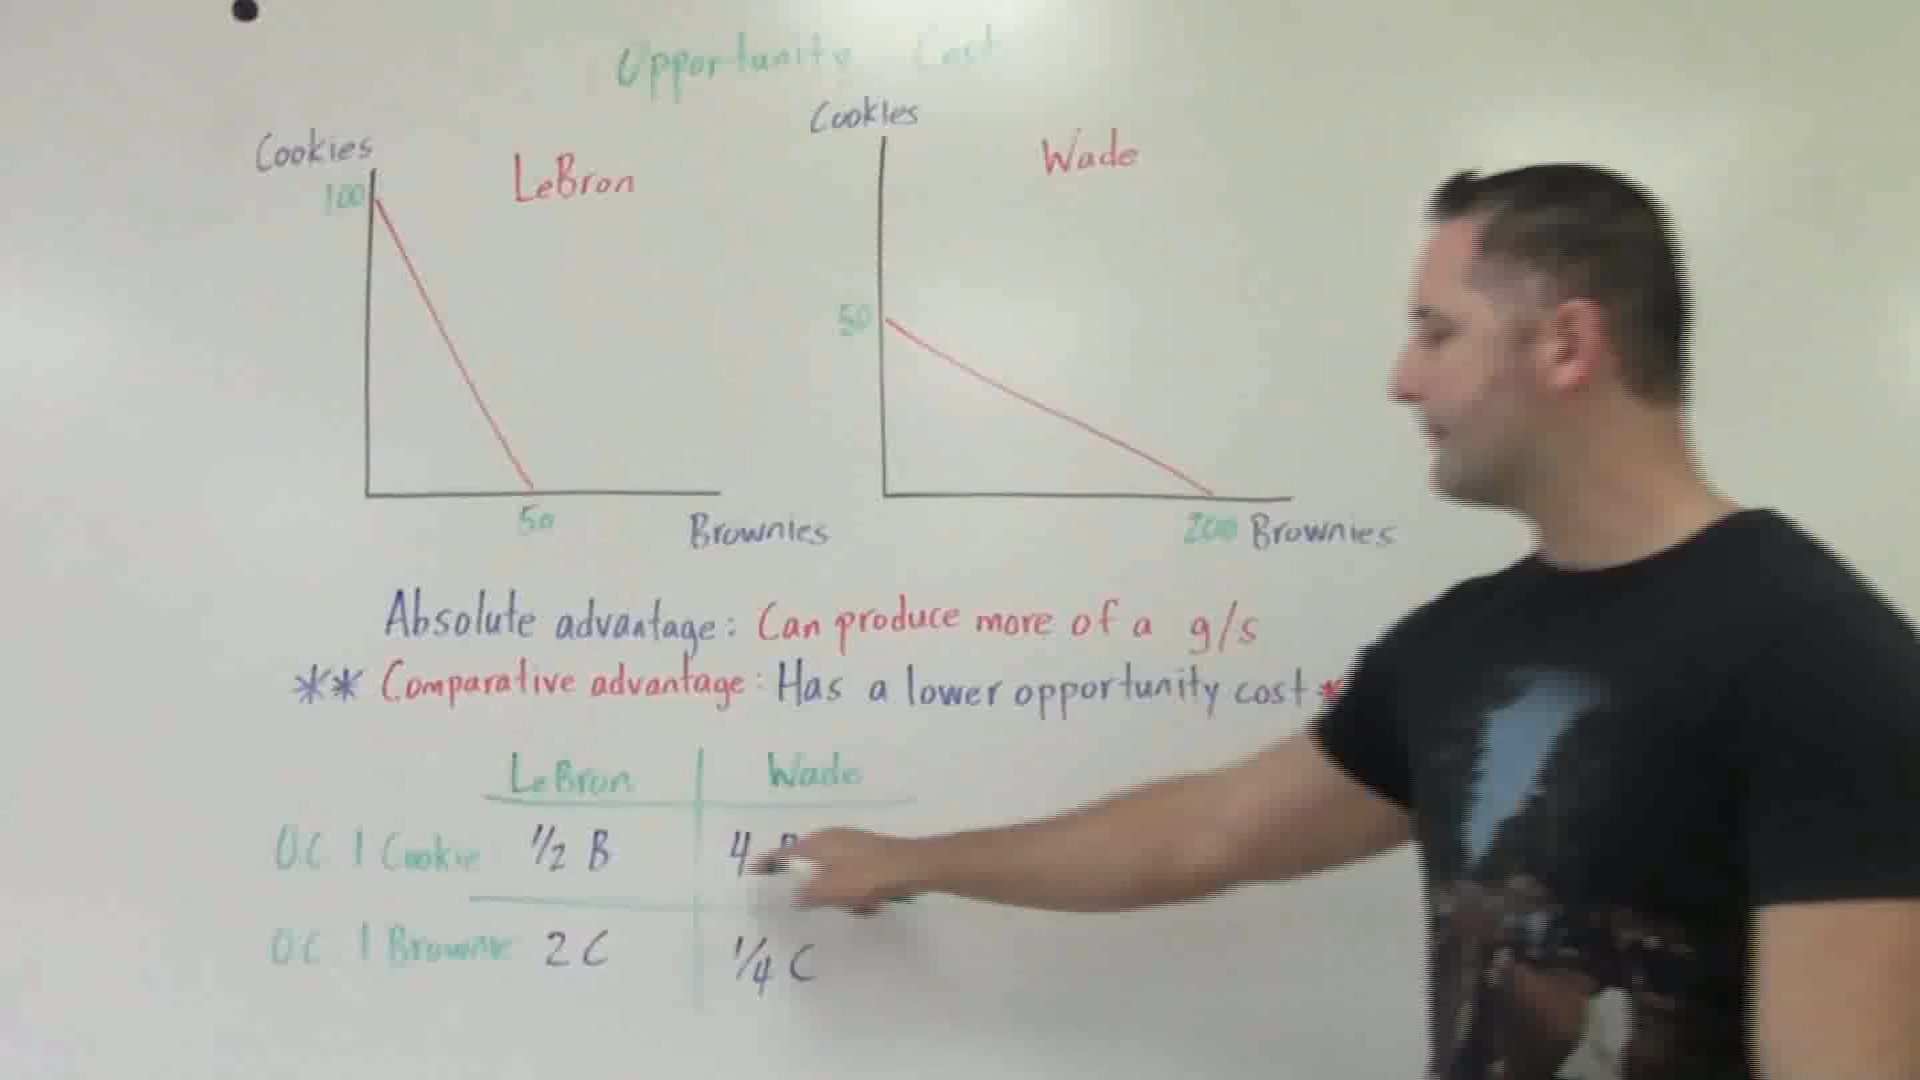 Opportunity Cost
Cookies
LeBron
100
50
Brownies
Cookies
Wade
50
200 Brownies
Absolute advantage: Can produce more of a g/s
** Comparative advantage: Has a lower opportunity cost *
LeBron Wade
O.C 1 Cookie 1/2 B 4
O.C 1 Brownie 2 C 1/4 C